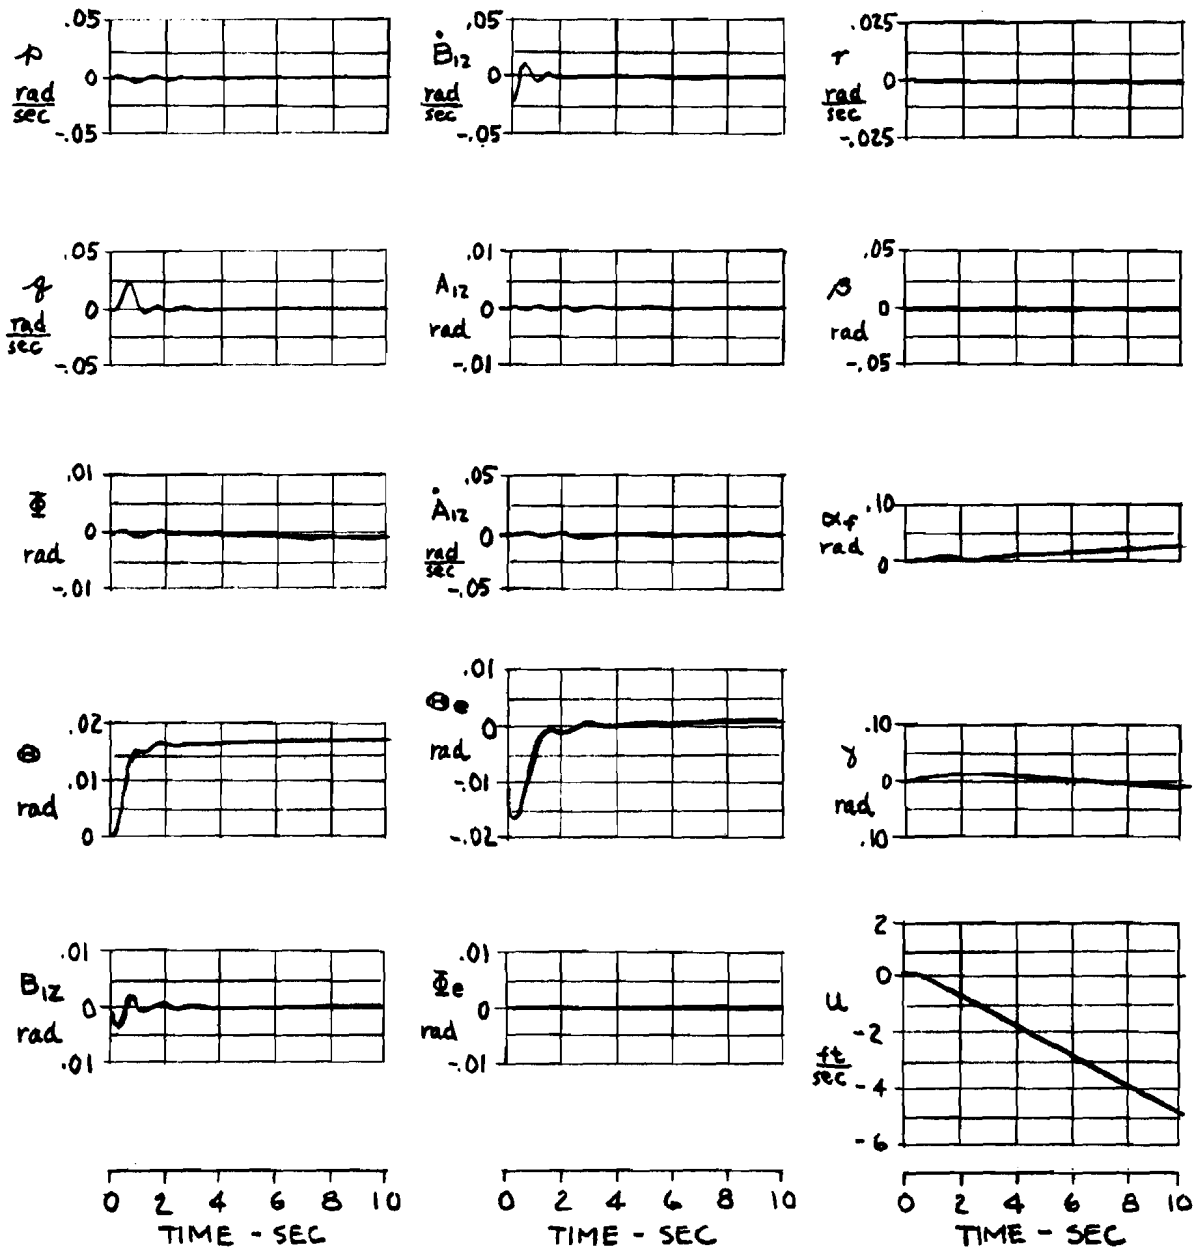 .05
p
0
rad/sec
-.05
.05
Ḃ₁₂
0
rad/sec
-.05
.025
r
0
rad/sec
-.025
.05
q
0
rad/sec
-.05
.01
A₁₂
0
rad
-.01
.05
β
0
rad
-.05
.01
Φ
0
rad
-.01
.05
Ȧ₁₂
0
rad/sec
-.05
.10
α_f
rad
0
.02
Θ
.01
rad
0
.01
Θe
0
rad
-.01
-.02
.10
γ
0
rad
.10
.01
B₁₂
0
rad
.01
.01
Φe
0
rad
-.01
2
0
u
-2
ft/sec
-4
-6
0 2 4 6 8 10
TIME - SEC
0 2 4 6 8 10
TIME - SEC
0 2 4 6 8 10
TIME - SEC